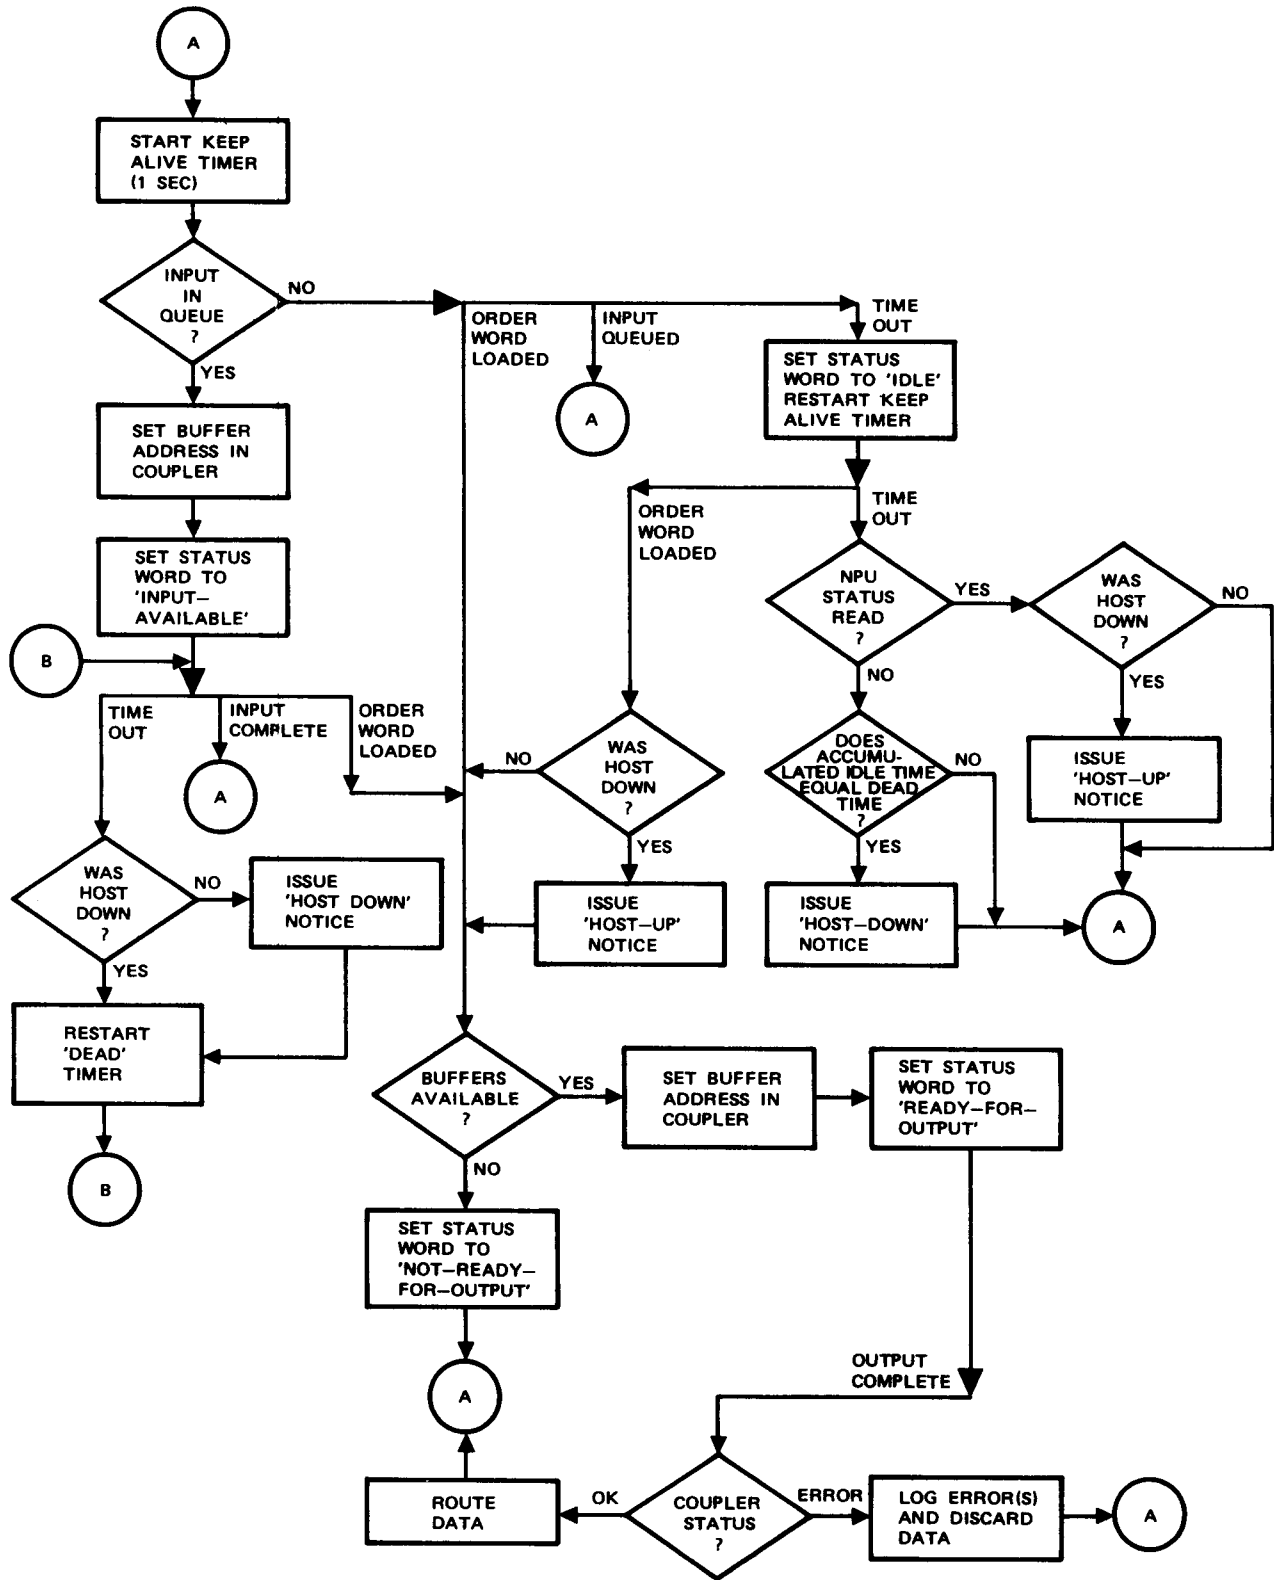 A
START KEEP
ALIVE TIMER
(1 SEC)
INPUT
IN
QUEUE
?
NO
YES
ORDER
WORD
LOADED
INPUT
QUEUED
A
TIME
OUT
SET STATUS
WORD TO 'IDLE'
RESTART KEEP
ALIVE TIMER
SET BUFFER
ADDRESS IN
COUPLER
SET STATUS
WORD TO
'INPUT—
AVAILABLE'
B
TIME
OUT
INPUT
COMPLETE
A
ORDER
WORD
LOADED
ORDER
WORD
LOADED
TIME
OUT
NPU
STATUS
READ
?
YES
NO
WAS
HOST
DOWN
?
NO
YES
ISSUE
'HOST—UP'
NOTICE
WAS
HOST
DOWN
?
NO
YES
ISSUE
'HOST—UP'
NOTICE
DOES
ACCUMU-
LATED IDLE TIME
EQUAL DEAD
TIME
?
NO
YES
ISSUE
'HOST—DOWN'
NOTICE
A
WAS
HOST
DOWN
?
NO
YES
ISSUE
'HOST DOWN'
NOTICE
RESTART
'DEAD'
TIMER
B
BUFFERS
AVAILABLE
?
YES
NO
SET BUFFER
ADDRESS IN
COUPLER
SET STATUS
WORD TO
'READY—FOR—
OUTPUT'
SET STATUS
WORD TO
'NOT—READY—
FOR—OUTPUT'
A
OUTPUT
COMPLETE
COUPLER
STATUS
?
OK
ERROR
ROUTE
DATA
LOG ERROR(S)
AND DISCARD
DATA
A